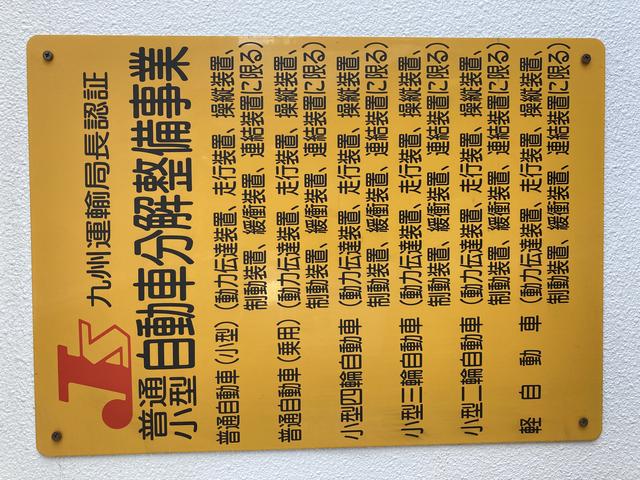 JKS
九州運輸局長認証
普通
小型
自動車分解整備事業
普通自動車(小型)(動力伝達装置、走行装置、操縦装置、
制動装置、緩衝装置、連結装置に限る)
普通自動車(乗用)(動力伝達装置、走行装置、操縦装置、
制動装置、緩衝装置、連結装置に限る)
小型四輪自動車(動力伝達装置、走行装置、操縦装置、
制動装置、緩衝装置、連結装置に限る)
小型三輪自動車(動力伝達装置、走行装置、操縦装置、
制動装置、緩衝装置、連結装置に限る)
小型二輪自動車(動力伝達装置、走行装置、操縦装置、
制動装置、緩衝装置、連結装置に限る)
軽自動車(動力伝達装置、走行装置、操縦装置、
制動装置、緩衝装置、連結装置に限る)